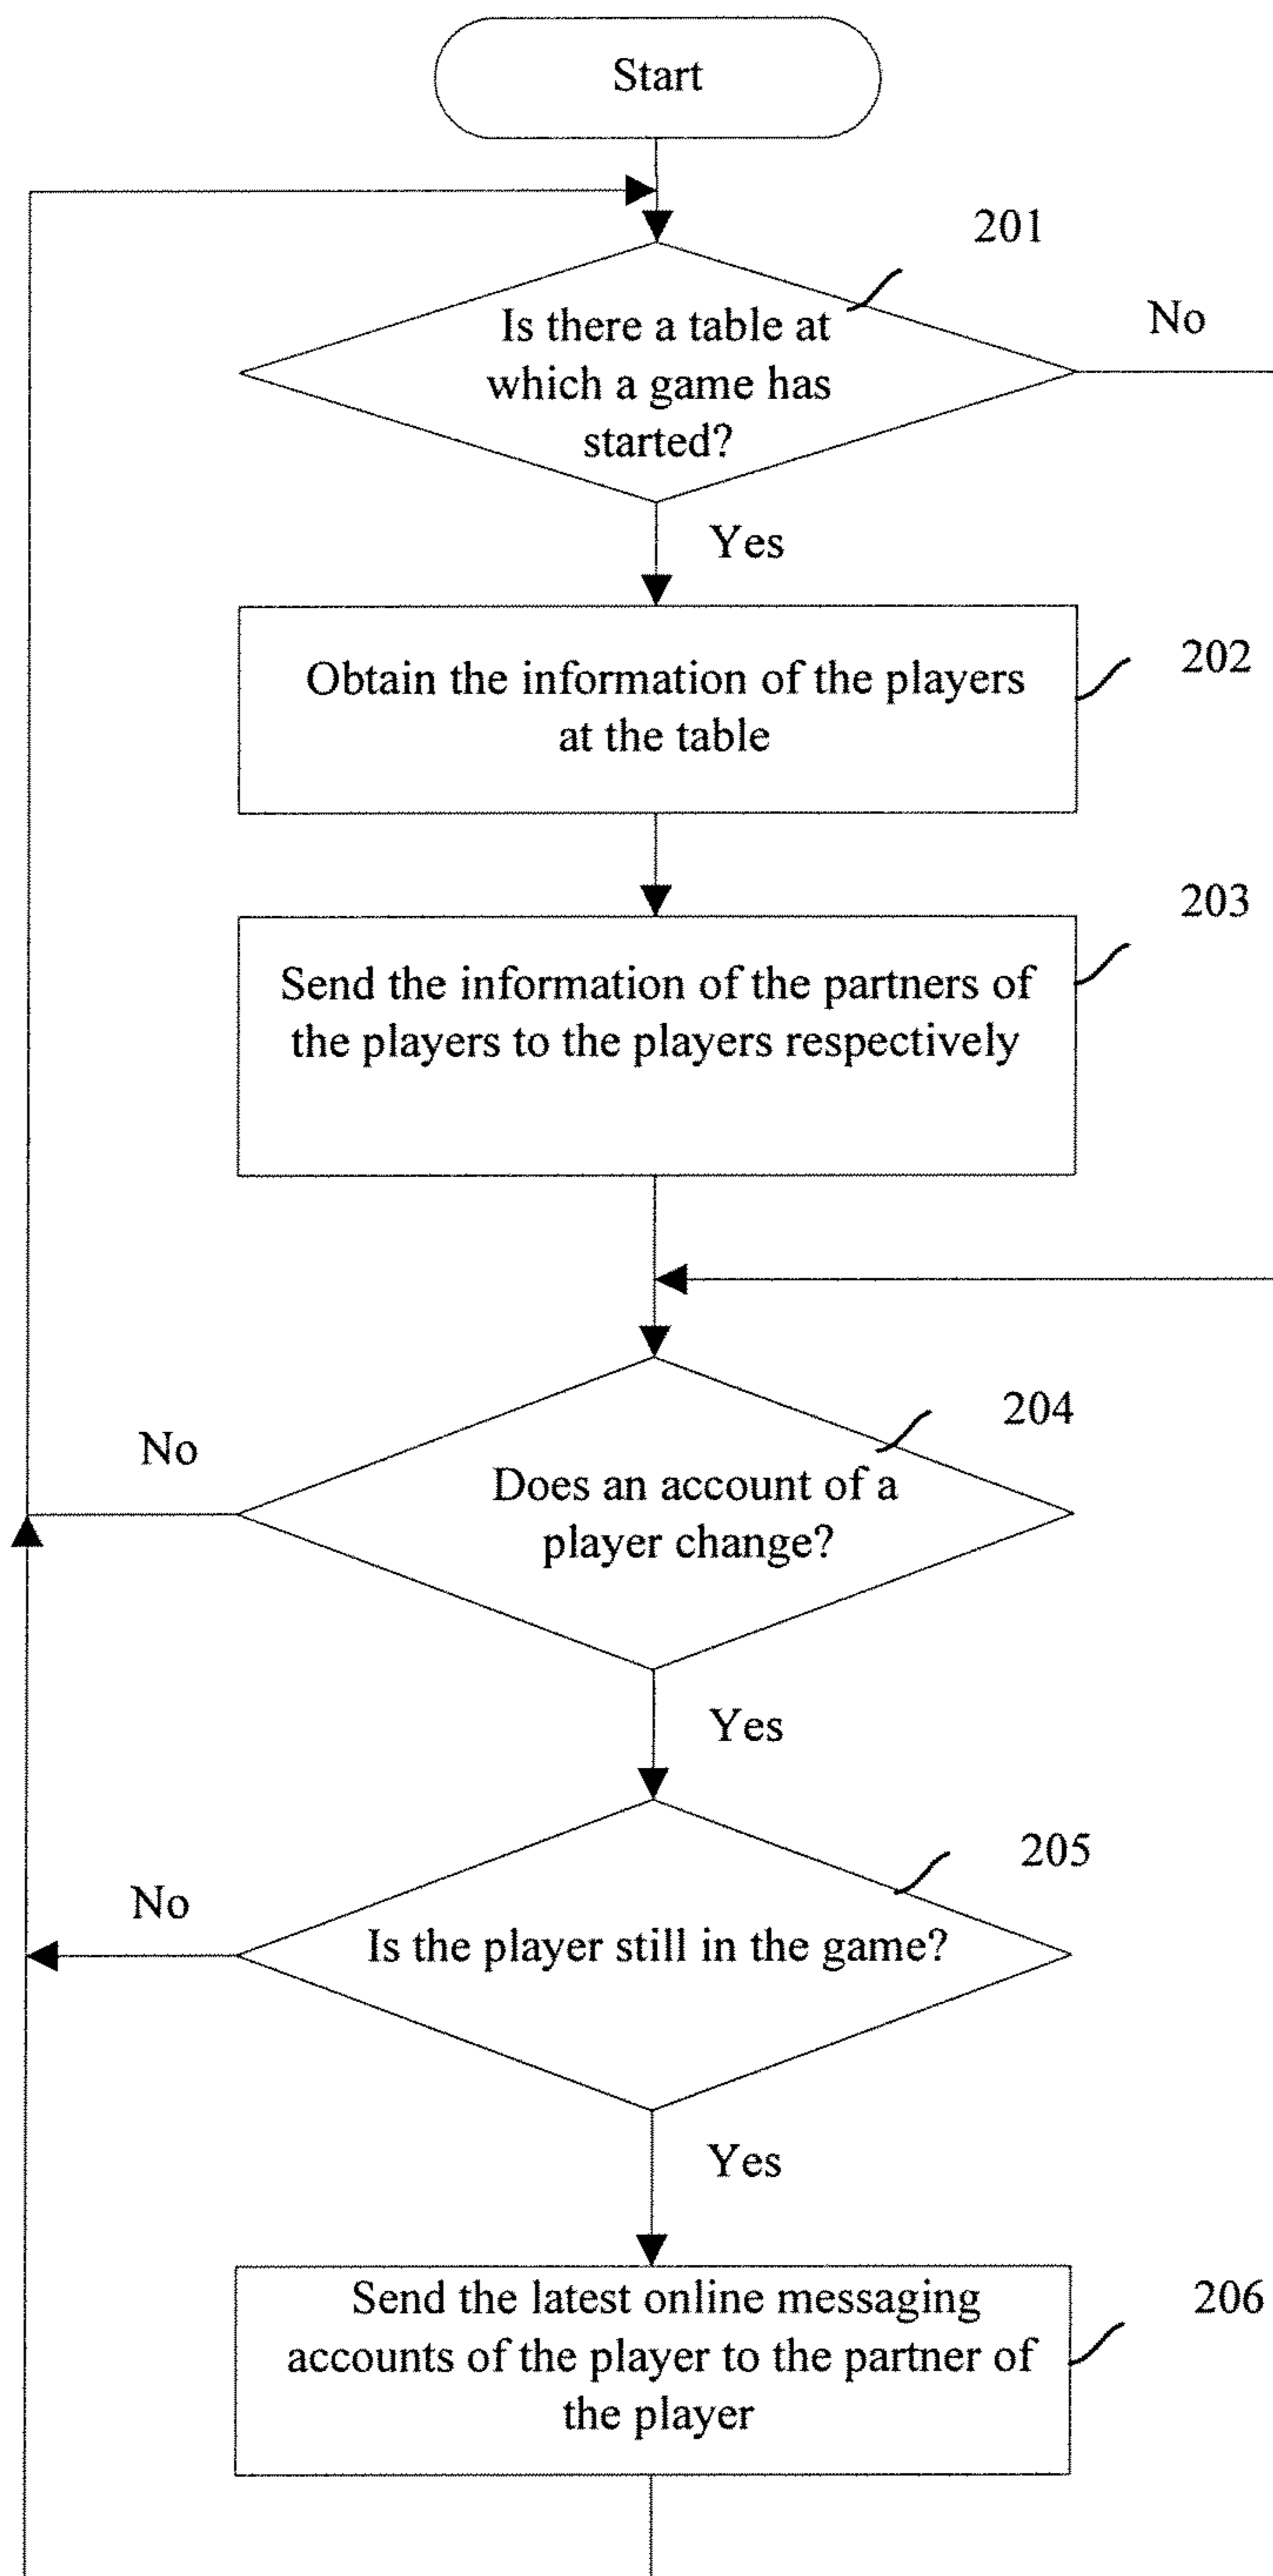 Start
201
Is there a table at
which a game has
started?
No
Yes
202
Obtain the information of the players
at the table
203
Send the information of the partners of
the players to the players respectively
204
No
Does an account of a
player change?
Yes
205
No
Is the player still in the game?
Yes
206
Send the latest online messaging
accounts of the player to the partner of
the player